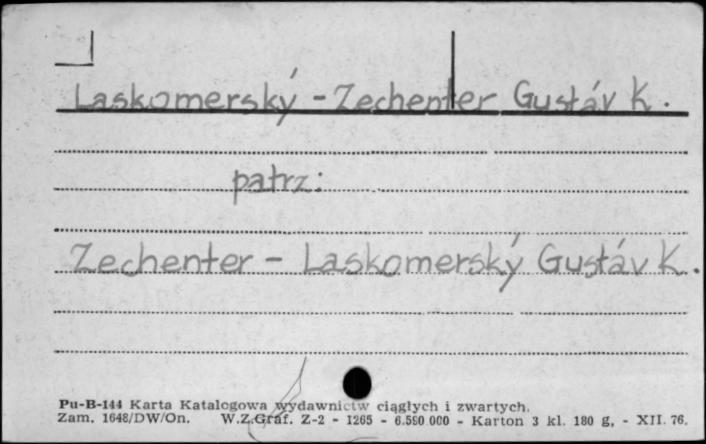 Laskomerský - Zechenter Gustáv K.
patrz:
Zechenter - Laskomerský Gustáv K.
Pu-B-144 Karta Katalogowa wydawnictw ciągłych i zwartych.
Zam. 1648/DW/On. W.Z.Graf. Z-2 - 1265 - 6.590 000 - Karton 3 kl. 180 g. - XII. 76.